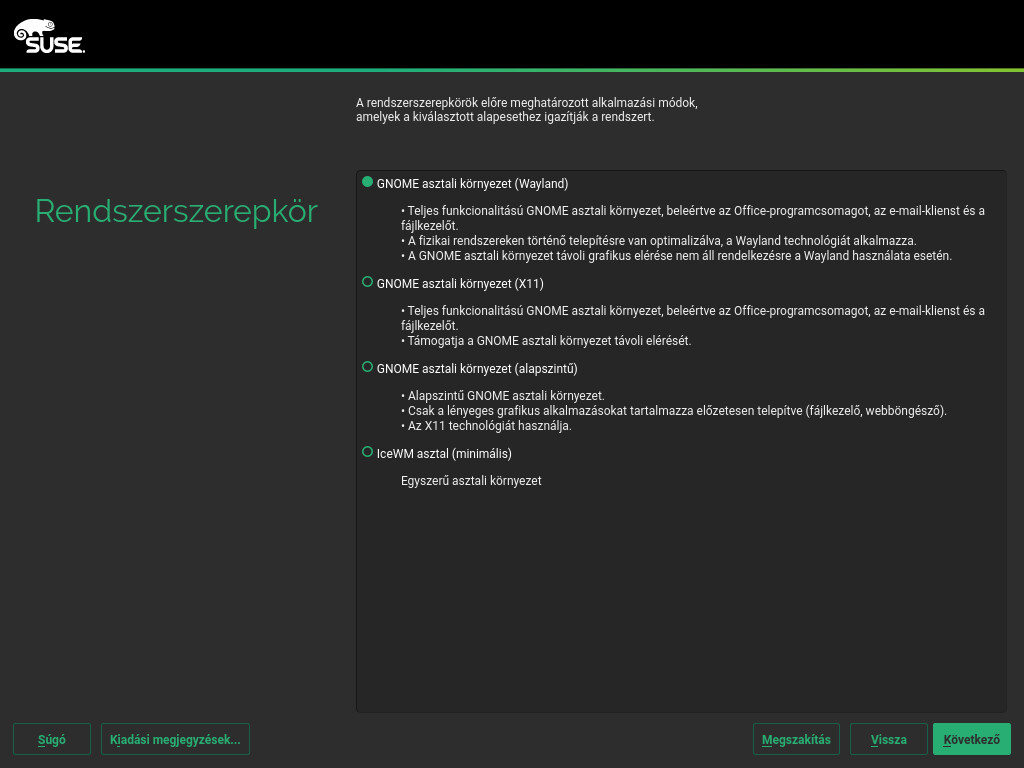 SUSE
A rendszerszerepkörök előre meghatározott alkalmazási módok,
amelyek a kiválasztott alapesethez igazítják a rendszert.
Rendszerszerepkör
GNOME asztali környezet (Wayland)
• Teljes funkcionalitású GNOME asztali környezet, beleértve az Office-programcsomagot, az e-mail-klienst és a
fájlkezelőt.
• A fizikai rendszereken történő telepítésre van optimalizálva, a Wayland technológiát alkalmazza.
• A GNOME asztali környezet távoli grafikus elérése nem áll rendelkezésre a Wayland használata esetén.
GNOME asztali környezet (X11)
• Teljes funkcionalitású GNOME asztali környezet, beleértve az Office-programcsomagot, az e-mail-klienst és a
fájlkezelőt.
• Támogatja a GNOME asztali környezet távoli elérését.
GNOME asztali környezet (alapszintű)
• Alapszintű GNOME asztali környezet.
• Csak a lényeges grafikus alkalmazásokat tartalmazza előzetesen telepítve (fájlkezelő, webböngésző).
• Az X11 technológiát használja.
IceWM asztal (minimális)
Egyszerű asztali környezet
Súgó
Kiadási megjegyzések...
Megszakítás
Vissza
Következő